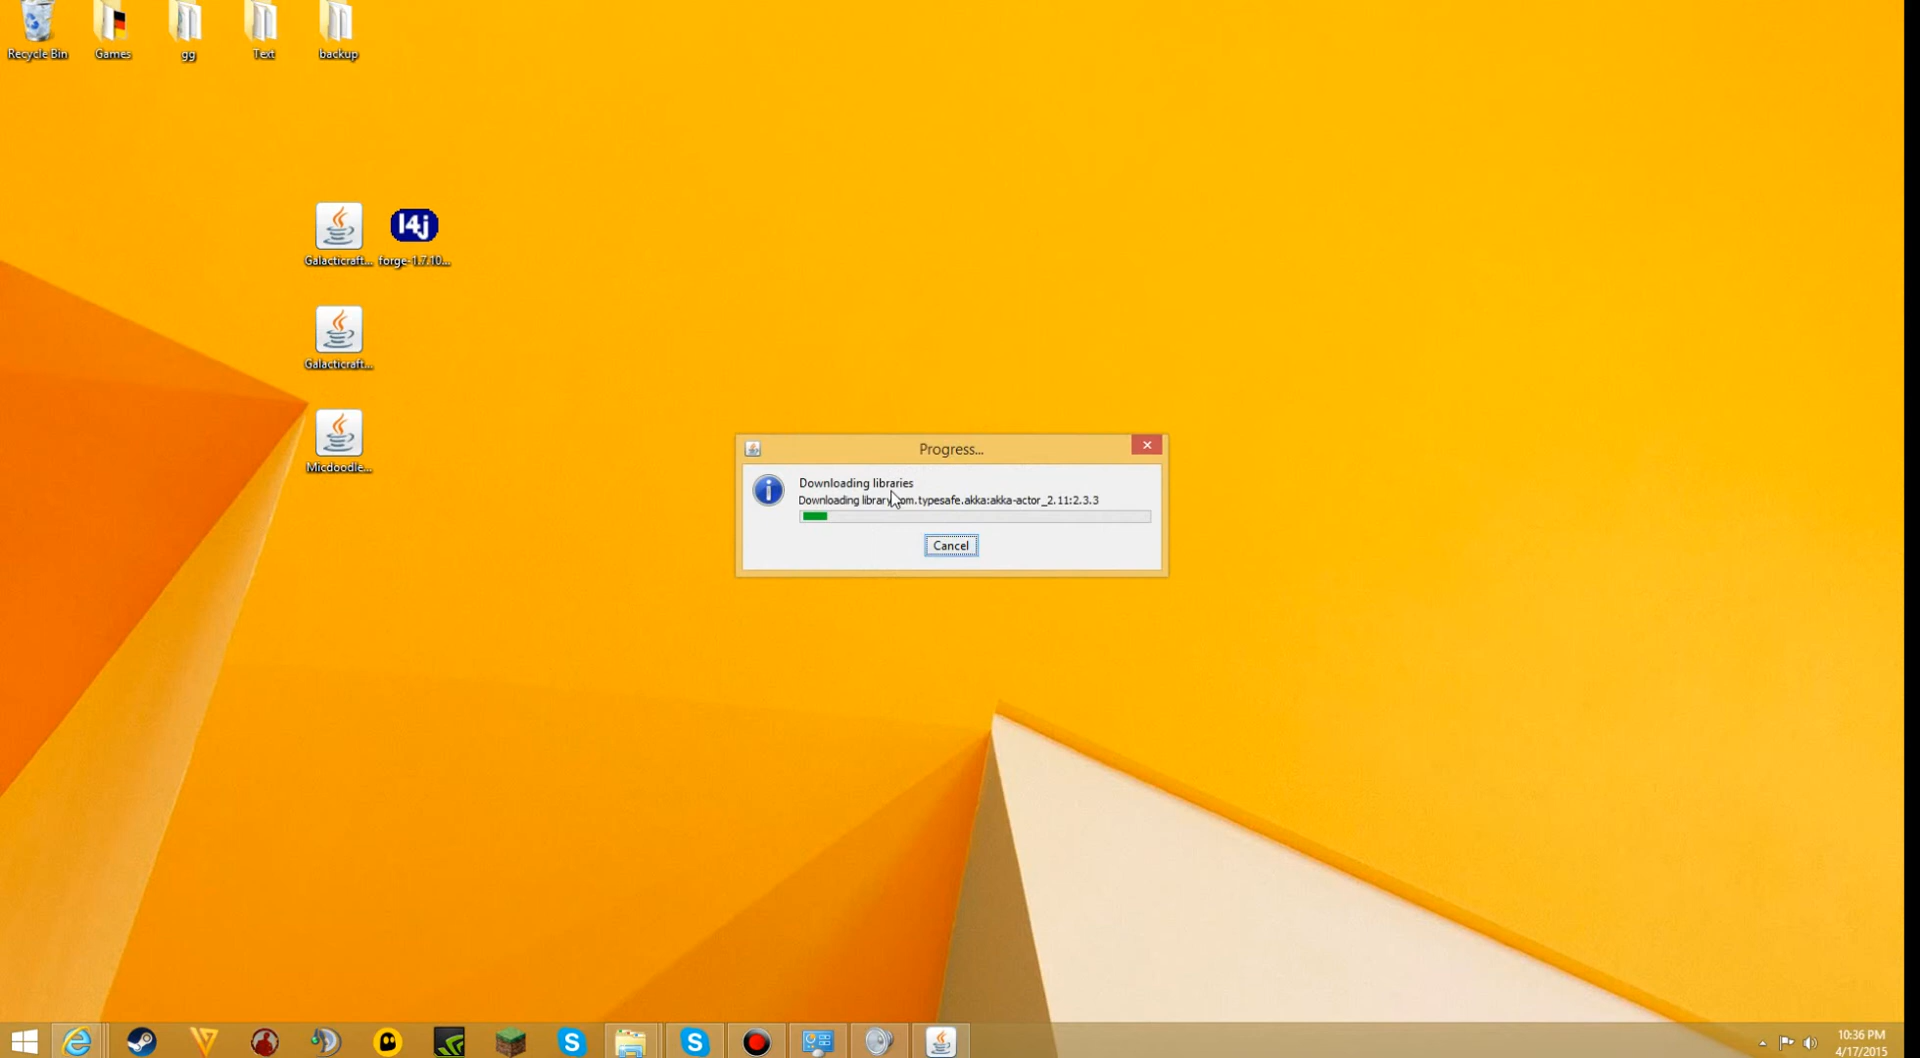 Recycle Bin
Games
gg
Text
backup
Galacticraft...
l4j
forge-1.7.10...
Galacticraft...
Micdoodle...
Progress...
Downloading libraries
Downloading library om.typesafe.akka:akka-actor_2.11:2.3.3
Cancel
10:36 PM
4/17/2015